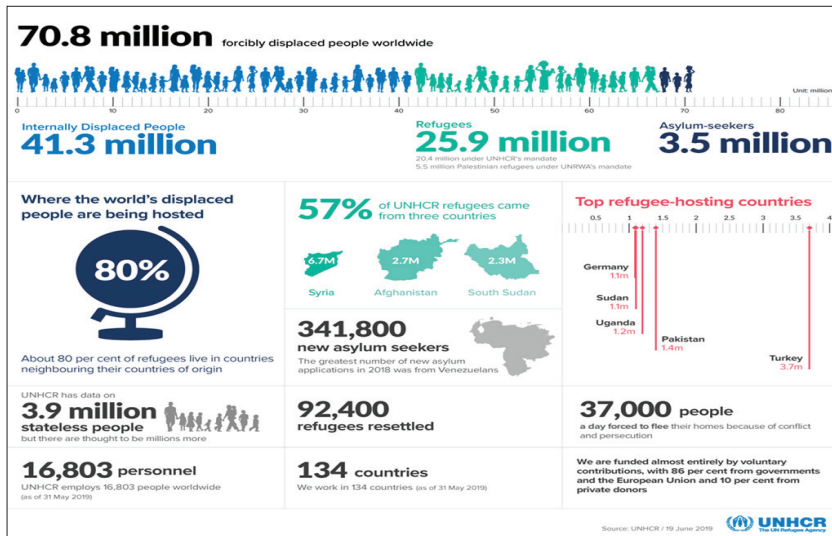 70.8 million forcibly displaced people worldwide
Unit: million
0 10 20 30 40 50 60 70 80
Internally Displaced People
41.3 million
Refugees
25.9 million
20.4 million under UNHCR's mandate
5.5 million Palestinian refugees under UNRWA's mandate
Asylum-seekers
3.5 million
Where the world's displaced
people are being hosted
80%
About 80 per cent of refugees live in countries
neighbouring their countries of origin
57% of UNHCR refugees came
from three countries
6.7M
2.7M
2.3M
Syria
Afghanistan
South Sudan
341,800
new asylum seekers
The greatest number of new asylum
applications in 2018 was from Venezuelans
Top refugee-hosting countries
0.5 1 1.5 2 2.5 3 3.5 4
Germany
1.1m
Sudan
1.1m
Uganda
1.2m
Pakistan
1.4m
Turkey
3.7m
UNHCR has data on
3.9 million
stateless people
but there are thought to be millions more
92,400
refugees resettled
37,000 people
a day forced to flee their homes because of conflict
and persecution
16,803 personnel
UNHCR employs 16,803 people worldwide
(as of 31 May 2019)
134 countries
We work in 134 countries (as of 31 May 2019)
We are funded almost entirely by voluntary
contributions, with 86 per cent from governments
and the European Union and 10 per cent from
private donors
Source: UNHCR / 19 June 2019
UNHCR
The UN Refugee Agency